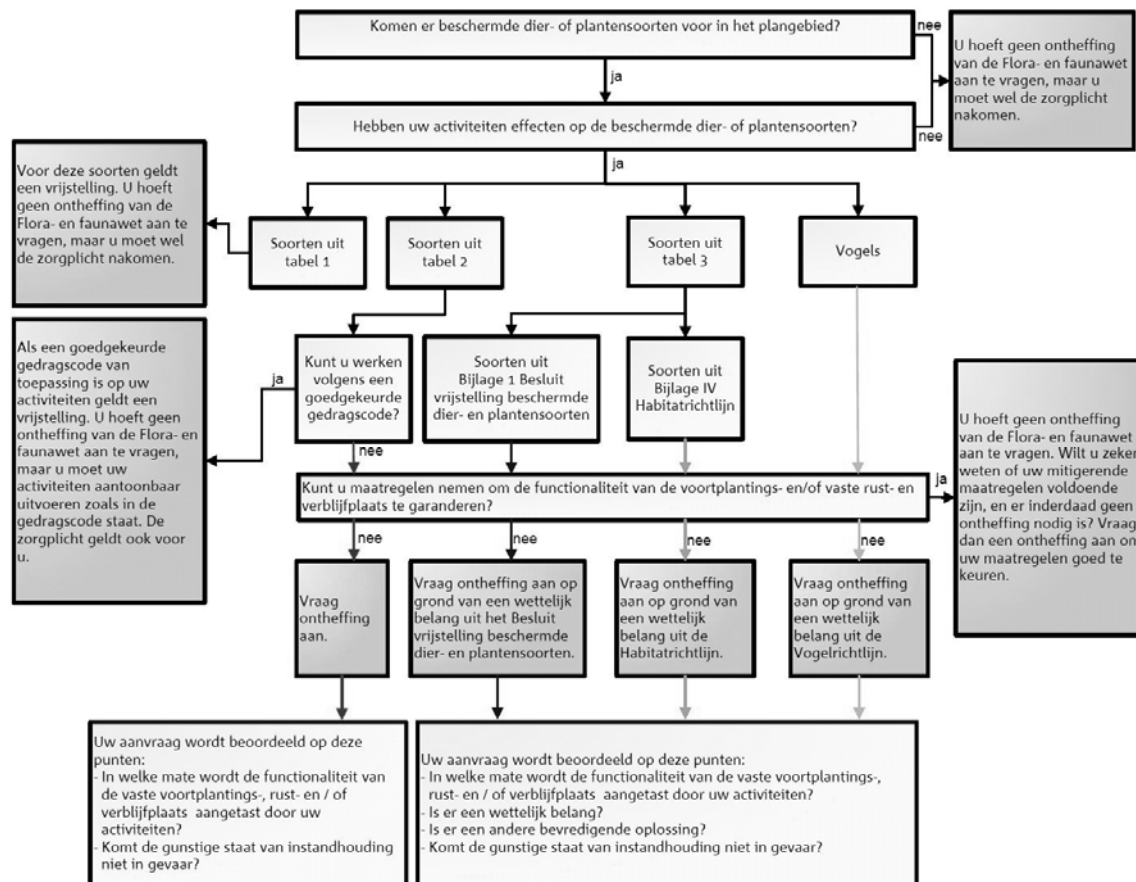 Komen er beschermde dier- of plantensoorten voor in het plangebied?
nee
U hoeft geen ontheffing
van de Flora- en faunawet
aan te vragen, maar u
moet wel de zorgplicht
nakomen.
ja
Hebben uw activiteiten effecten op de beschermde dier- of plantensoorten?
nee
ja
Voor deze soorten geldt
een vrijstelling. U hoeft
geen ontheffing van de
Flora- en faunawet aan te
vragen, maar u moet wel
de zorgplicht nakomen.
Soorten uit
tabel 1
Soorten uit
tabel 2
Soorten uit
tabel 3
Vogels
Als een goedgekeurde
gedragscode van
toepassing is op uw
activiteiten geldt een
vrijstelling. U hoeft geen
ontheffing van de Flora- en
faunawet aan te vragen,
maar u moet uw
activiteiten aantoonbaar
uitvoeren zoals in de
gedragscode staat. De
zorgplicht geldt ook voor
u.
ja
Kunt u werken
volgens een
goedgekeurde
gedragscode?
Soorten uit
Bijlage 1 Besluit
vrijstelling beschermde
dier- en plantensoorten
Soorten uit
Bijlage IV
Habitatrichtlijn
nee
Kunt u maatregelen nemen om de functionaliteit van de voortplantings- en/of vaste rust- en
verblijfplaats te garanderen?
ja
U hoeft geen ontheffing
van de Flora- en faunawet
aan te vragen. Wilt u zeker
weten of uw mitigerende
maatregelen voldoende
zijn, en er inderdaad geen
ontheffing nodig is? Vraag
dan een ontheffing aan om
uw maatregelen goed te
keuren.
nee
nee
nee
nee
Vraag
ontheffing
aan.
Vraag ontheffing aan op
grond van een wettelijk
belang uit het Besluit
vrijstelling beschermde
dier- en plantensoorten.
Vraag ontheffing
aan op grond van
een wettelijk
belang uit de
Habitatrichtlijn.
Vraag ontheffing
aan op grond van
een wettelijk
belang uit de
Vogelrichtlijn.
Uw aanvraag wordt beoordeeld op deze
punten:
- In welke mate wordt de functionaliteit van
de vaste voortplantings-, rust- en / of
verblijfplaats aangetast door uw
activiteiten?
- Komt de gunstige staat van instandhouding
niet in gevaar?
Uw aanvraag wordt beoordeeld op deze punten:
- In welke mate wordt de functionaliteit van de vaste voortplantings-,
rust- en / of verblijfplaats aangetast door uw activiteiten?
- Is er een wettelijk belang?
- Is er een andere bevredigende oplossing?
- Komt de gunstige staat van instandhouding niet in gevaar?